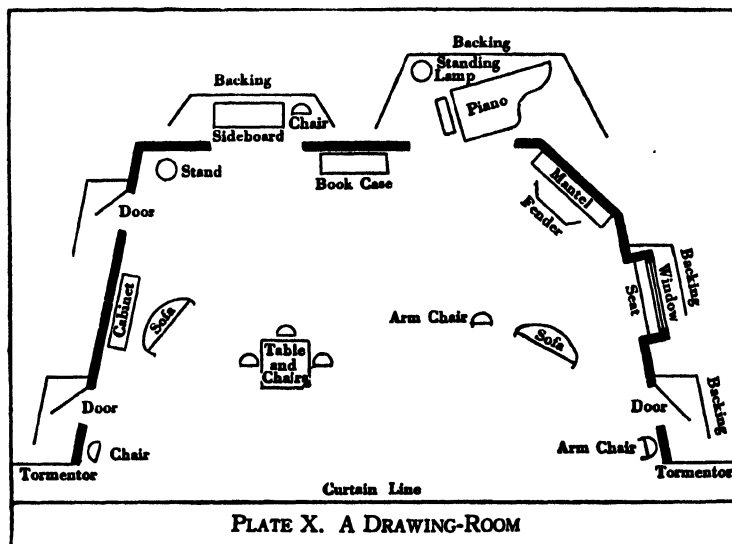 Backing
Standing
Lamp
Piano
Backing
Chair
Sideboard
Stand
Book Case
Mantel
Fender
Door
Backing
Window
Seat
Cabinet
Sofa
Arm Chair
Sofa
Table
and
Chairs
Door
Door
Backing
Chair
Arm Chair
Tormentor
Tormentor
Curtain Line
PLATE X. A DRAWING-ROOM